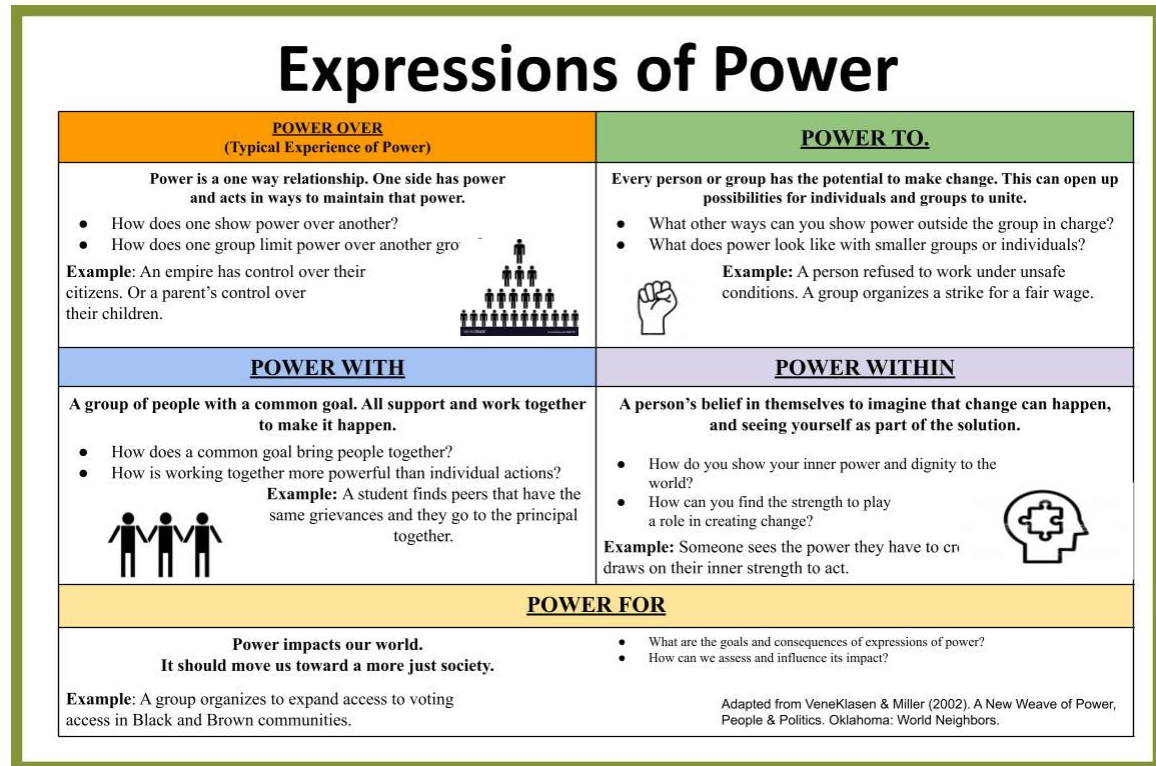 Expressions of Power
POWER OVER
(Typical Experience of Power)
Power is a one way relationship. One side has power
and acts in ways to maintain that power.
● How does one show power over another?
● How does one group limit power over another gro
Example: An empire has control over their
citizens. Or a parent's control over
their children.
POWER TO.
Every person or group has the potential to make change. This can open up
possibilities for individuals and groups to unite.
● What other ways can you show power outside the group in charge?
● What does power look like with smaller groups or individuals?
Example: A person refused to work under unsafe
conditions. A group organizes a strike for a fair wage.
POWER WITH
A group of people with a common goal. All support and work together
to make it happen.
● How does a common goal bring people together?
● How is working together more powerful than individual actions?
Example: A student finds peers that have the
same grievances and they go to the principal
together.
POWER WITHIN
A person's belief in themselves to imagine that change can happen,
and seeing yourself as part of the solution.
● How do you show your inner power and dignity to the
world?
● How can you find the strength to play
a role in creating change?
Example: Someone sees the power they have to cr
draws on their inner strength to act.
POWER FOR
Power impacts our world.
It should move us toward a more just society.
Example: A group organizes to expand access to voting
access in Black and Brown communities.
● What are the goals and consequences of expressions of power?
● How can we assess and influence its impact?
Adapted from VeneKlasen & Miller (2002). A New Weave of Power,
People & Politics. Oklahoma: World Neighbors.